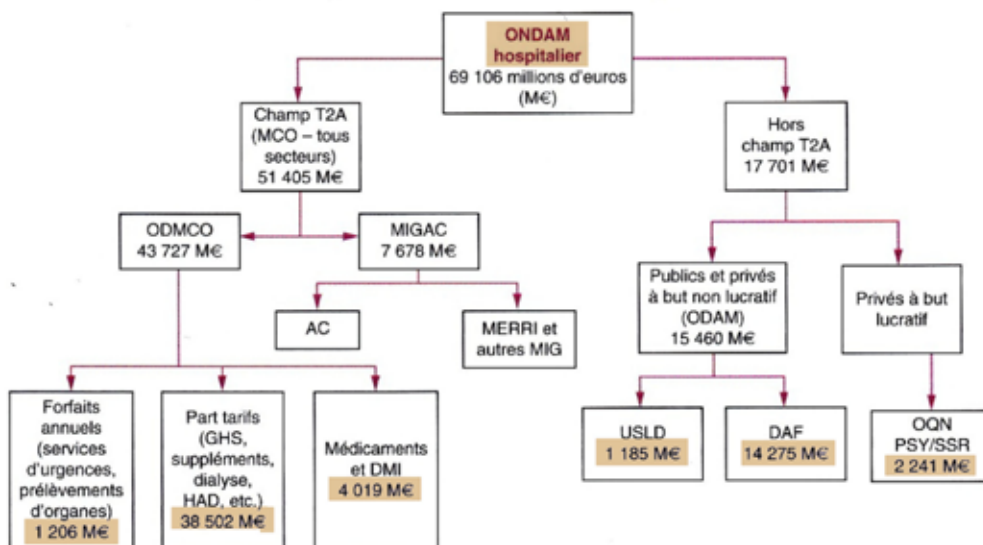 ONDAM
hospitalier
69 106 millions d'euros
(M€)
Champ T2A
(MCO – tous
secteurs)
51 405 M€
Hors
champ T2A
17 701 M€
ODMCO
43 727 M€
MIGAC
7 678 M€
Publics et privés
à but non lucratif
(ODAM)
15 460 M€
Privés à but
lucratif
AC
MERRI et
autres MIG
Forfaits
annuels
(services
d'urgences,
prélèvements
d'organes)
1 206 M€
Part tarifs
(GHS,
suppléments,
dialyse,
HAD, etc.)
38 502 M€
Médicaments
et DMI
4 019 M€
USLD
1 185 M€
DAF
14 275 M€
OQN
PSY/SSR
2 241 M€